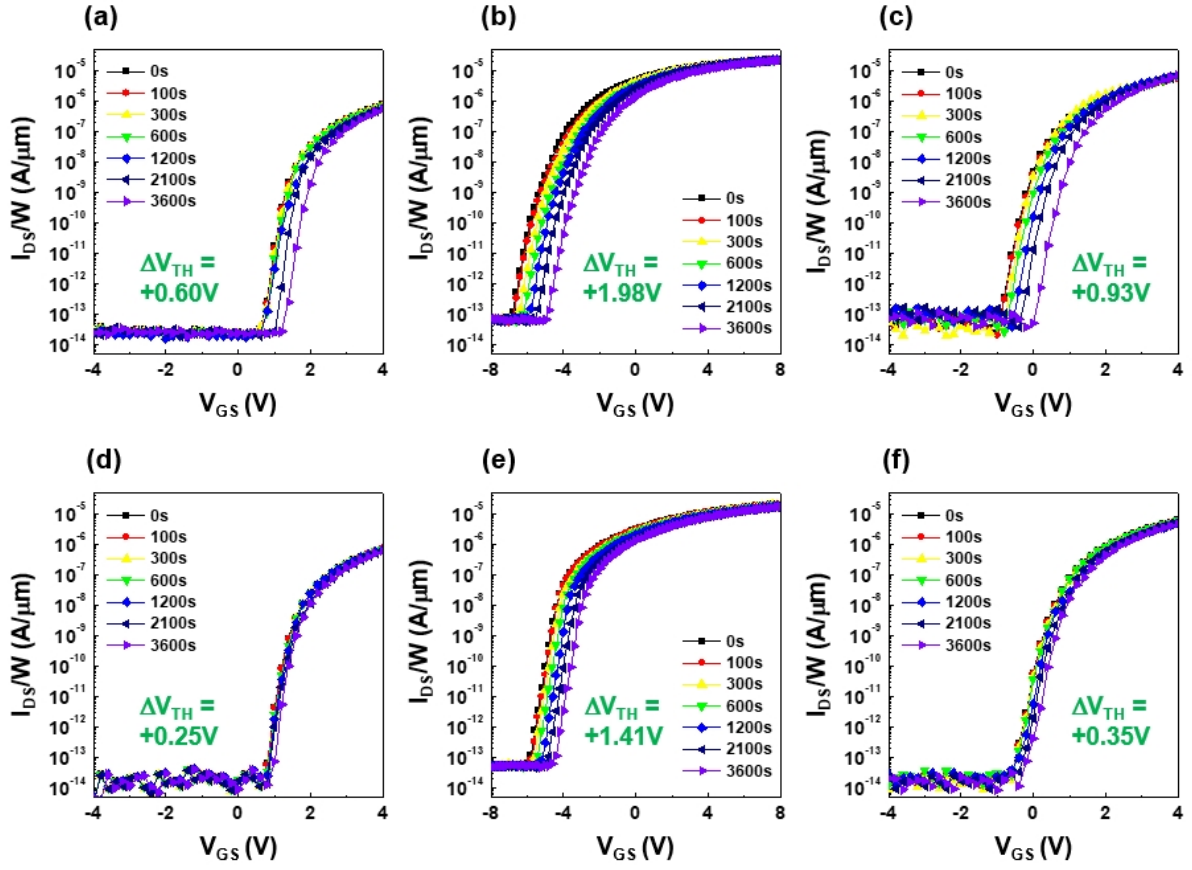 (a)
10⁻⁵
10⁻⁶
10⁻⁷
10⁻⁸
10⁻⁹
10⁻¹⁰
10⁻¹¹
10⁻¹²
10⁻¹³
10⁻¹⁴
I_DS/W (A/μm)
0s
100s
300s
600s
1200s
2100s
3600s
ΔV_TH =
+0.60V
-4 -2 0 2 4
V_GS (V)
(b)
10⁻⁵
10⁻⁶
10⁻⁷
10⁻⁸
10⁻⁹
10⁻¹⁰
10⁻¹¹
10⁻¹²
10⁻¹³
10⁻¹⁴
I_DS/W (A/μm)
0s
100s
300s
600s
1200s
2100s
3600s
ΔV_TH =
+1.98V
-8 -4 0 4 8
V_GS (V)
(c)
10⁻⁵
10⁻⁶
10⁻⁷
10⁻⁸
10⁻⁹
10⁻¹⁰
10⁻¹¹
10⁻¹²
10⁻¹³
10⁻¹⁴
I_DS/W (A/μm)
0s
100s
300s
600s
1200s
2100s
3600s
ΔV_TH =
+0.93V
-4 -2 0 2 4
V_GS (V)
(d)
10⁻⁵
10⁻⁶
10⁻⁷
10⁻⁸
10⁻⁹
10⁻¹⁰
10⁻¹¹
10⁻¹²
10⁻¹³
10⁻¹⁴
I_DS/W (A/μm)
0s
100s
300s
600s
1200s
2100s
3600s
ΔV_TH =
+0.25V
-4 -2 0 2 4
V_GS (V)
(e)
10⁻⁵
10⁻⁶
10⁻⁷
10⁻⁸
10⁻⁹
10⁻¹⁰
10⁻¹¹
10⁻¹²
10⁻¹³
10⁻¹⁴
I_DS/W (A/μm)
0s
100s
300s
600s
1200s
2100s
3600s
ΔV_TH =
+1.41V
-8 -4 0 4 8
V_GS (V)
(f)
10⁻⁵
10⁻⁶
10⁻⁷
10⁻⁸
10⁻⁹
10⁻¹⁰
10⁻¹¹
10⁻¹²
10⁻¹³
10⁻¹⁴
I_DS/W (A/μm)
0s
100s
300s
600s
1200s
2100s
3600s
ΔV_TH =
+0.35V
-4 -2 0 2 4
V_GS (V)